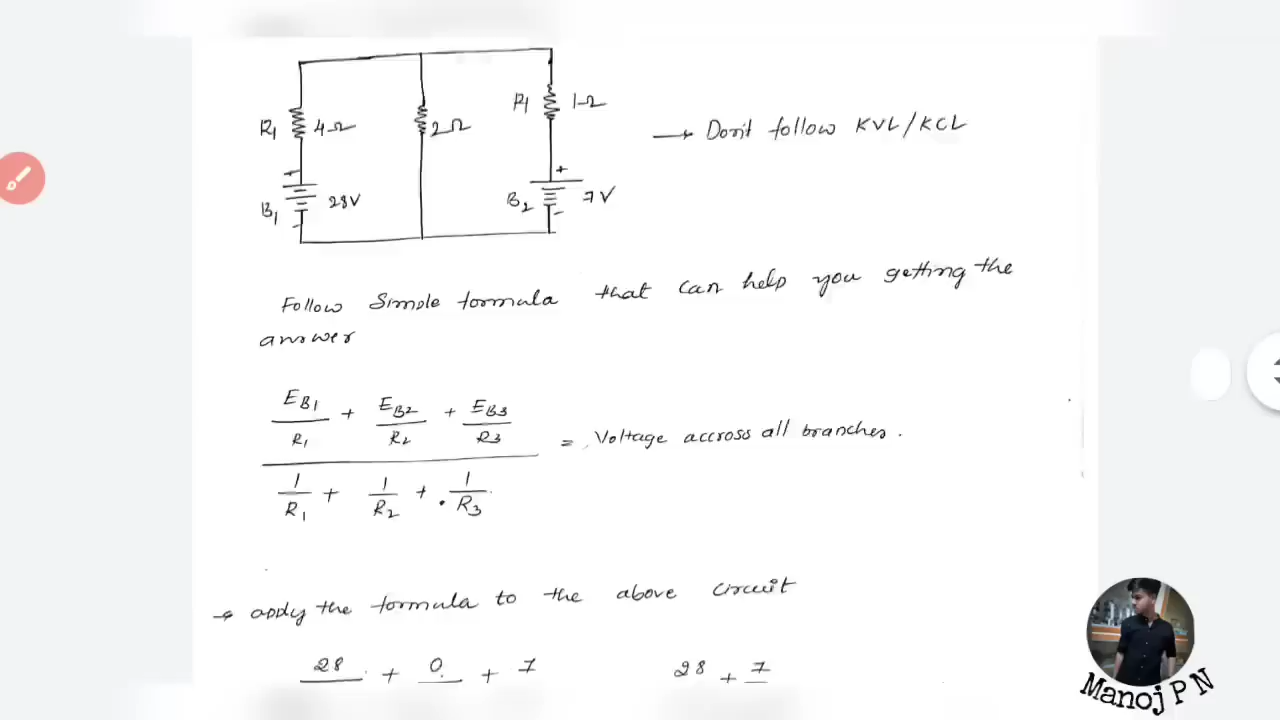 R1 4Ω
2Ω
R1 1Ω
→ Don't follow KVL/KCL
+
+
B1 28V
-
B2 7V
-
Follow Simple formula that can help you getting the
answer
EB1/R1 + EB2/R2 + EB3/R3
= Voltage accross all branches.
1/R1 + 1/R2 + 1/R3
→ apply the formula to the above circuit
28 + 0 + 7
28 + 7
Manoj P N